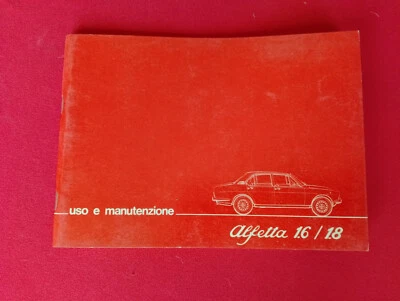 uso e manutenzione
Alfetta 16/18